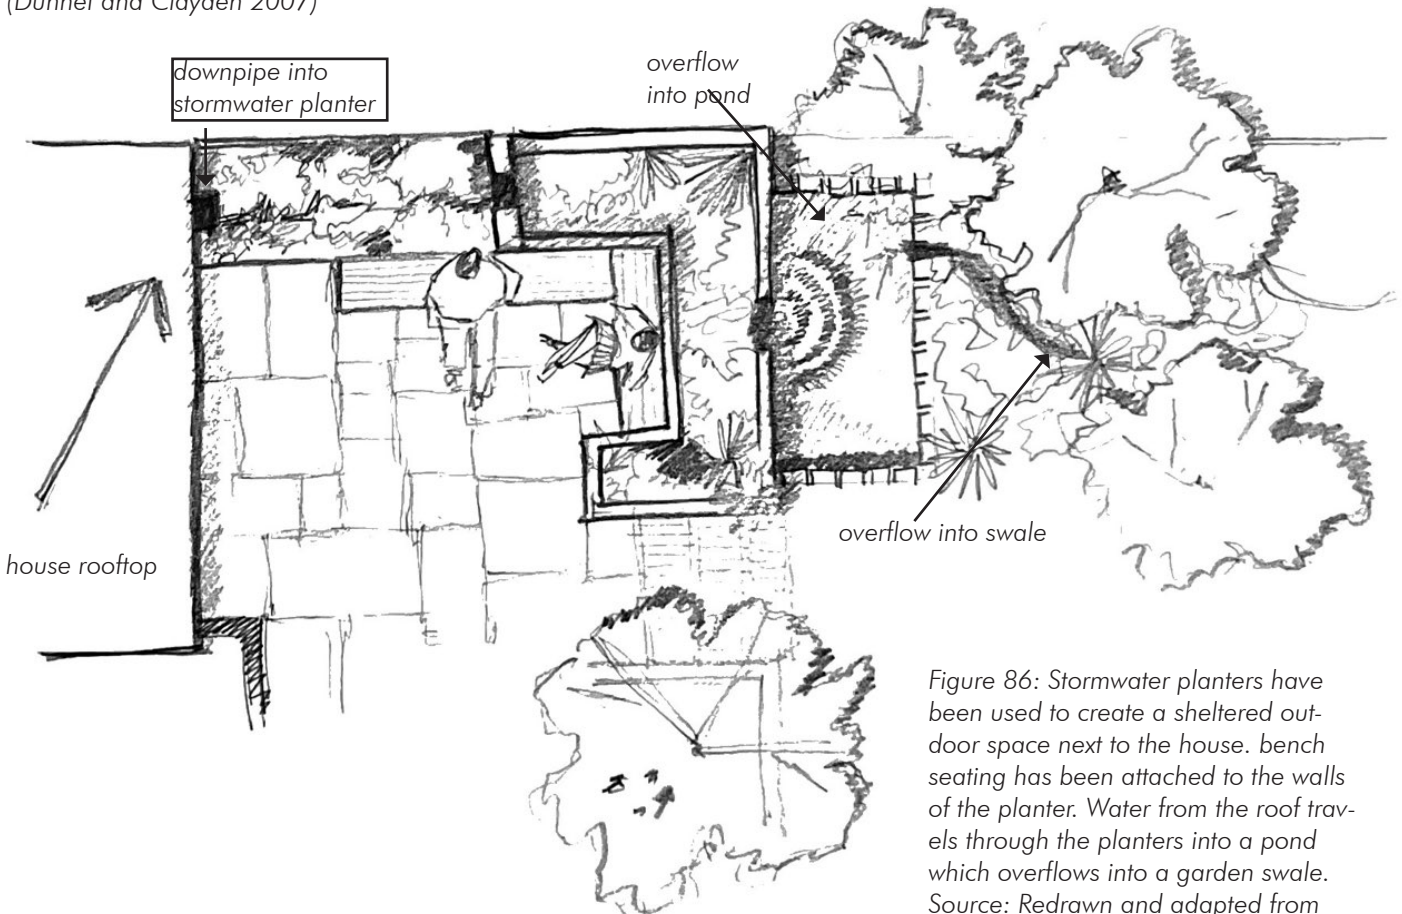 (Dunnet and Clayden 2007)
downpipe into
stormwater planter
overflow
into pond
overflow into swale
house rooftop
Figure 86: Stormwater planters have
been used to create a sheltered out-
door space next to the house. bench
seating has been attached to the walls
of the planter. Water from the roof trav-
els through the planters into a pond
which overflows into a garden swale.
Source: Redrawn and adapted from